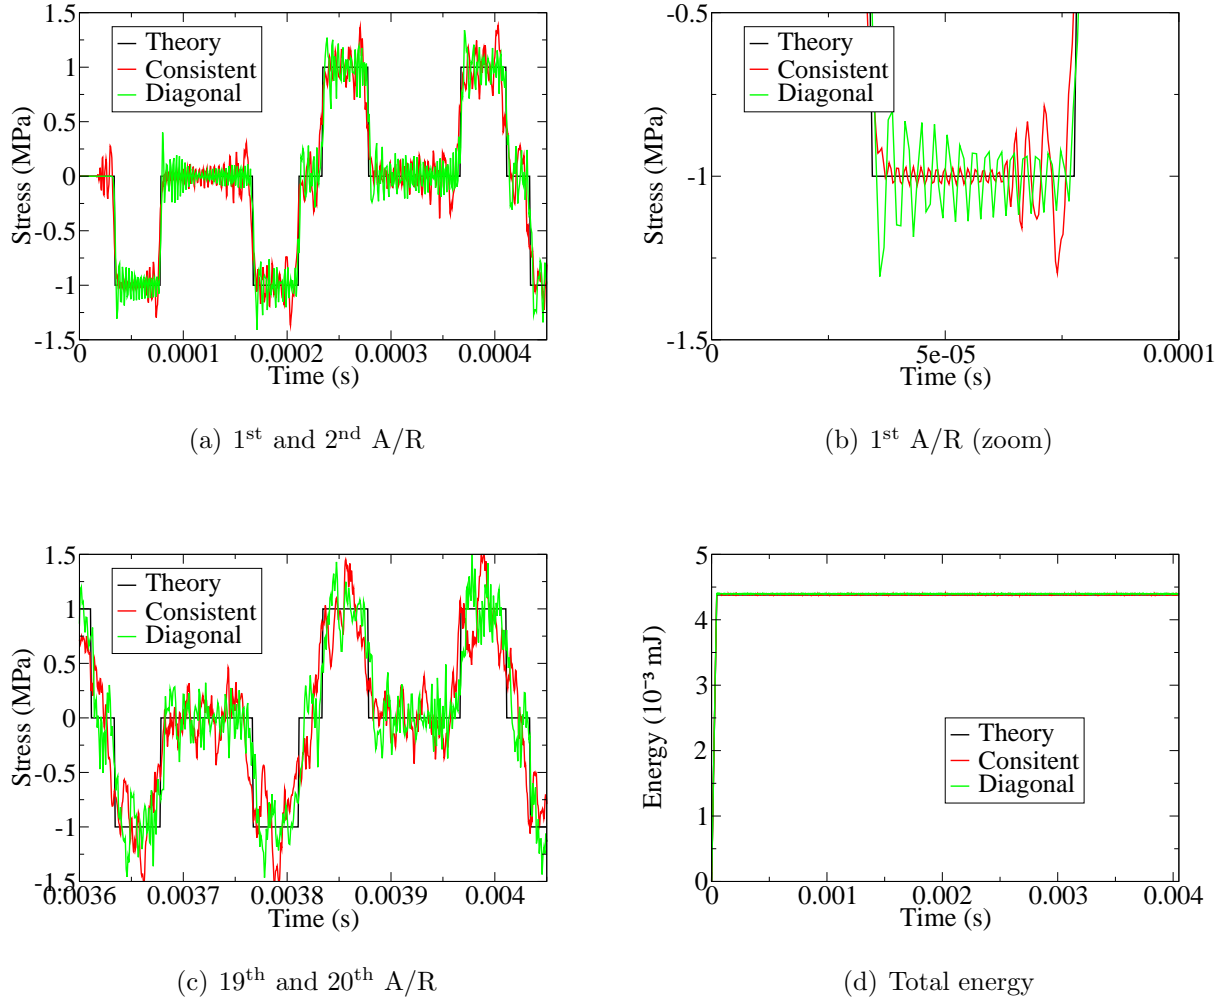 1.5
1
0.5
0
-0.5
-1
-1.5
Stress (MPa)
Theory
Consistent
Diagonal
0 0.0001 0.0002 0.0003 0.0004
Time (s)
(a) 1st and 2nd A/R
-0.5
-1
-1.5
Stress (MPa)
Theory
Consistent
Diagonal
0 5e-05 0.0001
Time (s)
(b) 1st A/R (zoom)
1.5
1
0.5
0
-0.5
-1
-1.5
Stress (MPa)
Theory
Consistent
Diagonal
0.0036 0.0037 0.0038 0.0039 0.004
Time (s)
(c) 19th and 20th A/R
5
4
3
2
1
0
Energy (10⁻³ mJ)
Theory
Consitent
Diagonal
0 0.001 0.002 0.003 0.004
Time (s)
(d) Total energy